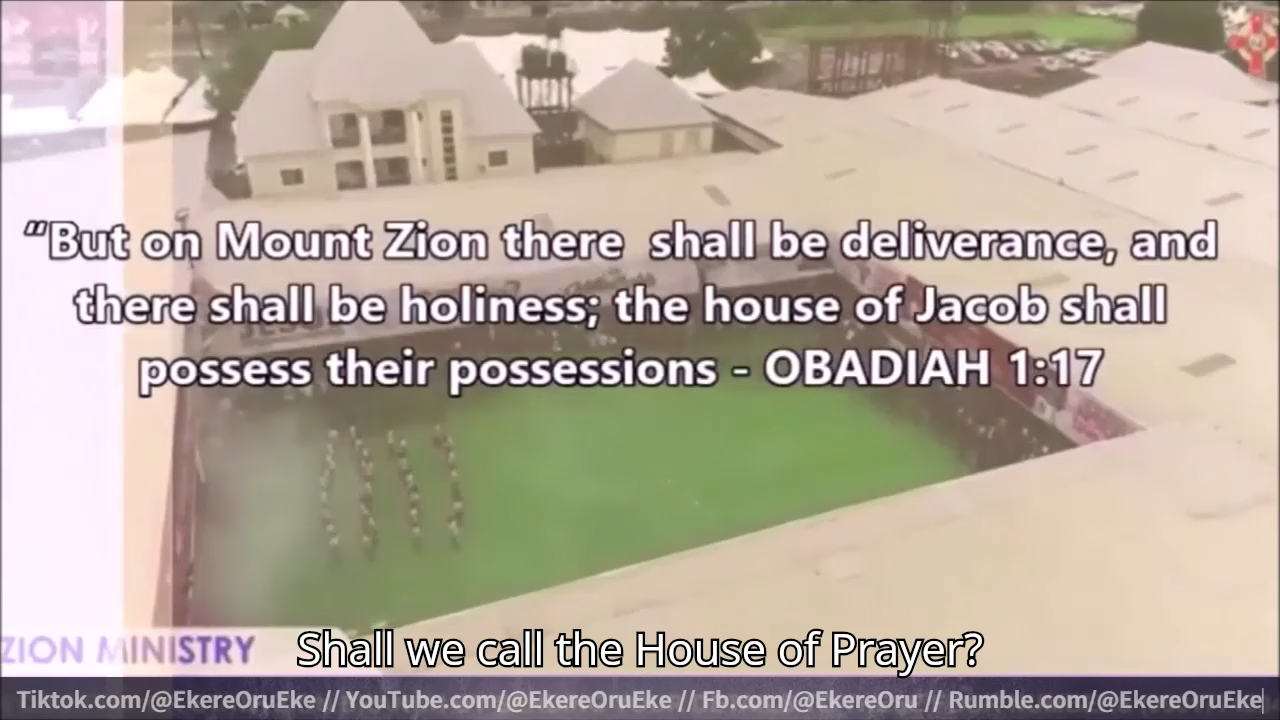 “But on Mount Zion there shall be deliverance, and
there shall be holiness; the house of Jacob shall
possess their possessions - OBADIAH 1:17
ZION MINISTRY
Shall we call the House of Prayer?
Tiktok.com/@EkereOruEke // YouTube.com/@EkereOruEke // Fb.com/@EkereOru // Rumble.com/@EkereOruEke